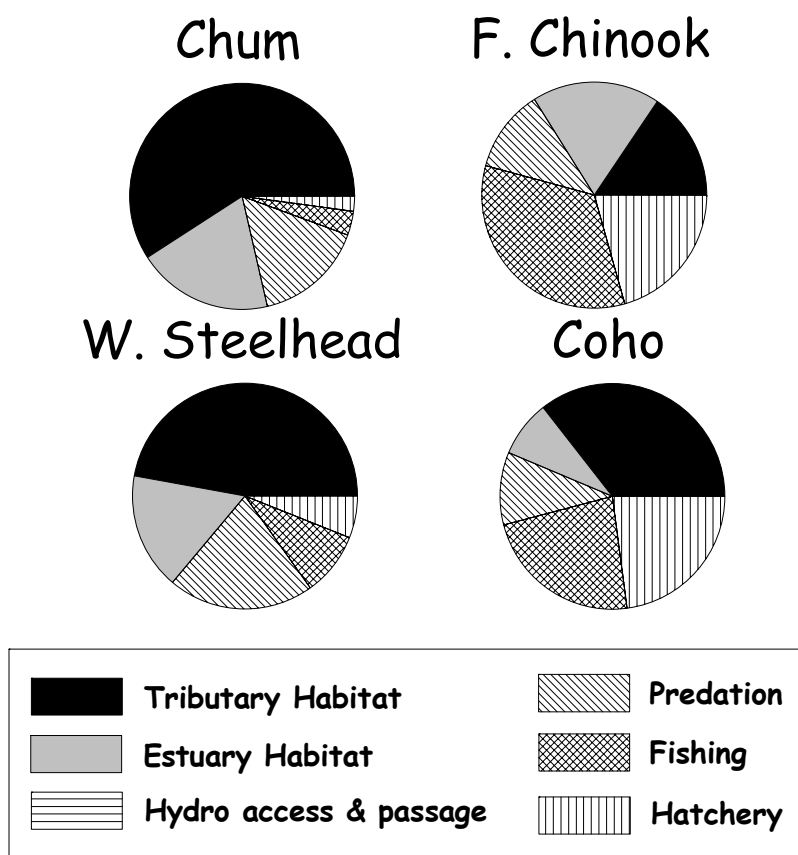 Chum
F. Chinook
W. Steelhead
Coho
Tributary Habitat
Estuary Habitat
Hydro access & passage
Predation
Fishing
Hatchery